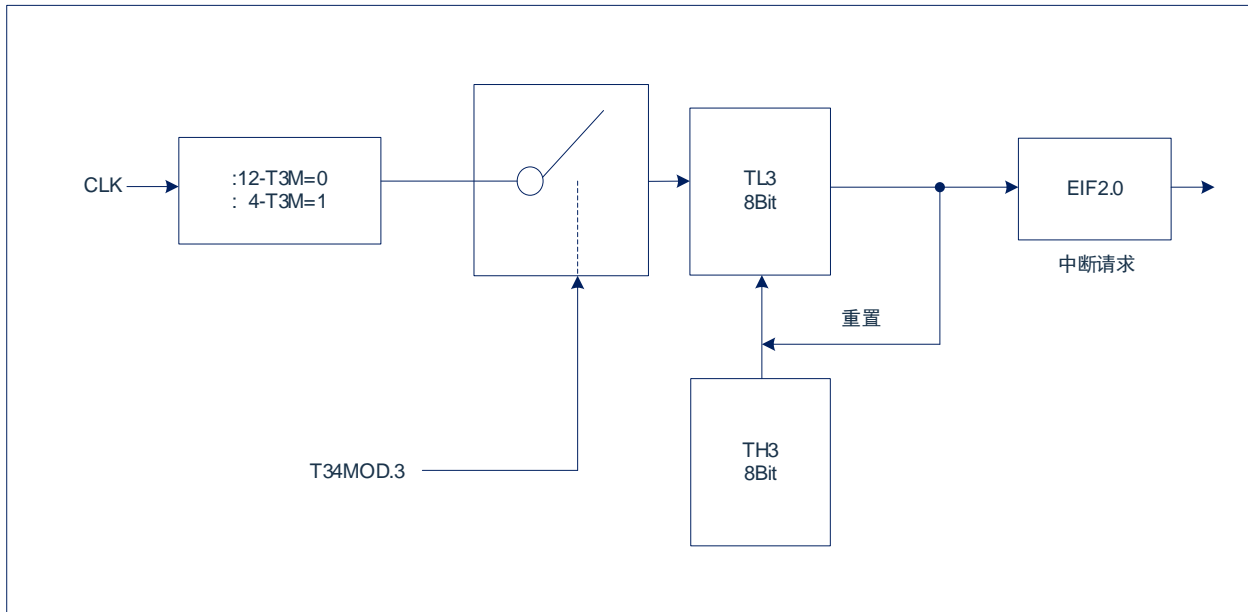 CLK
:12-T3M=0
: 4-T3M=1
TL3
8Bit
EIF2.0
中断请求
重置
TH3
8Bit
T34MOD.3